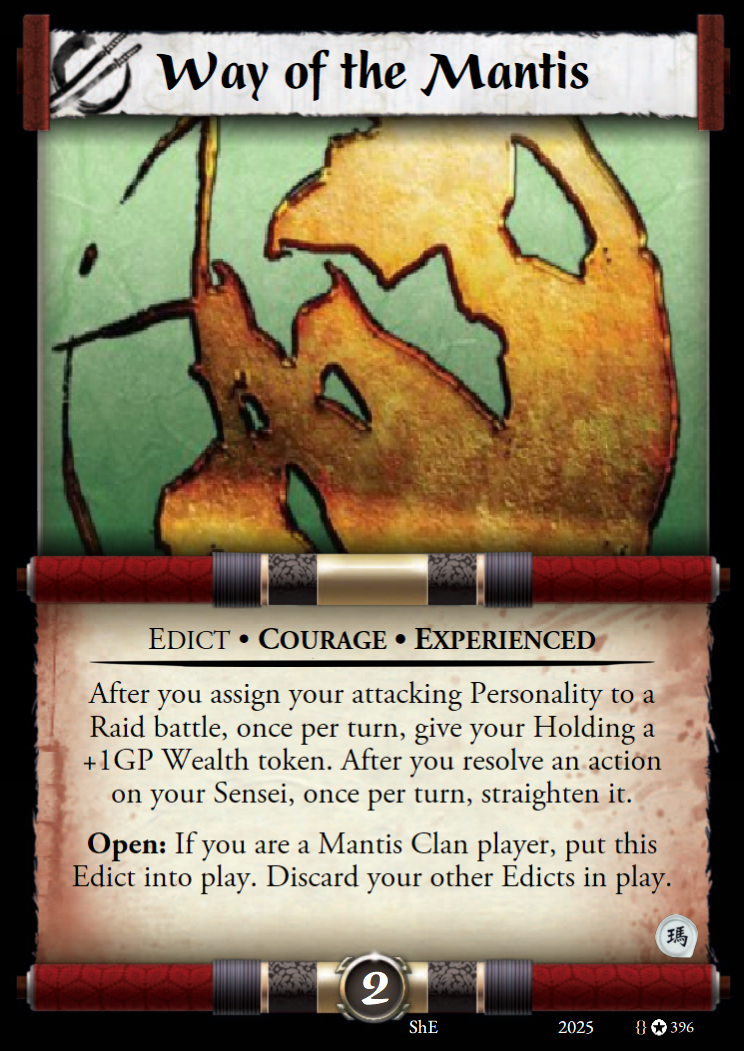 Way of the Mantis
EDICT • COURAGE • EXPERIENCED
After you assign your attacking Personality to a
Raid battle, once per turn, give your Holding a
+1GP Wealth token. After you resolve an action
on your Sensei, once per turn, straighten it.
Open: If you are a Mantis Clan player, put this
Edict into play. Discard your other Edicts in play.
瑪
2
ShE 2025 {} ✪ 396